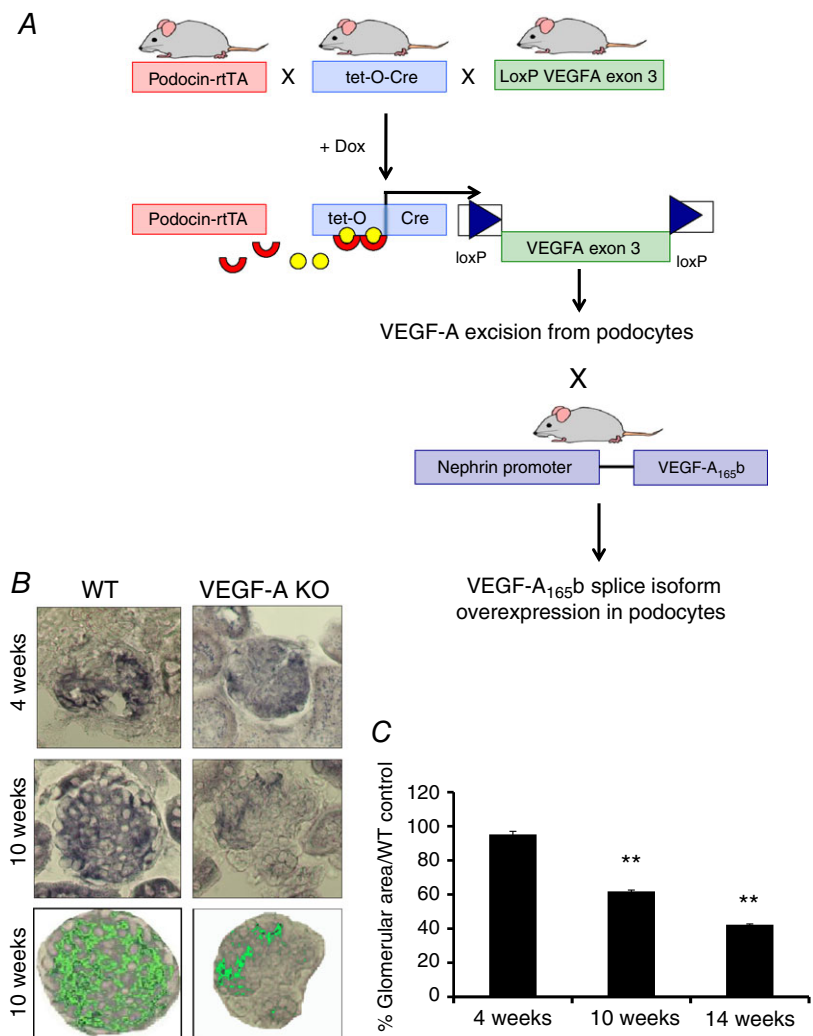 A
Podocin-rtTA X tet-O-Cre X LoxP VEGFA exon 3
+ Dox
Podocin-rtTA tet-O Cre
loxP VEGFA exon 3 loxP
VEGF-A excision from podocytes
X
Nephrin promoter VEGF-A₁₆₅b
VEGF-A₁₆₅b splice isoform
overexpression in podocytes
B
WT VEGF-A KO
4 weeks
10 weeks
10 weeks
C
% Glomerular area/WT control
120
100
80
60
40
20
0
**
**
4 weeks 10 weeks 14 weeks